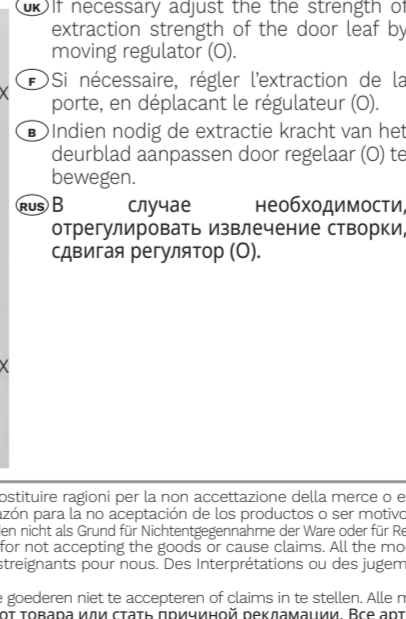 UK If necessary adjust the the strength of
extraction strength of the door leaf by
moving regulator (O).
F Si nécessaire, régler l'extraction de la
porte, en déplacant le régulateur (O).
B Indien nodig de extractie kracht van het
deurblad aanpassen door regelaar (O) te
bewegen.
RUS В случае необходимости,
отрегулировать извлечение створки,
сдвигая регулятор (O).
X
X
ostituire ragioni per la non accettazione della merce o e
azón para la no aceptación de los productos o ser motivo
den nicht als Grund für Nichtentgegennahme der Ware oder für Re
for not accepting the goods or cause claims. All the mo
streignants pour nous. Des Interprétations ou des jugem
e goederen niet te accepteren of claims in te stellen. Alle m
от товара или стать причиной рекламации. Все арт